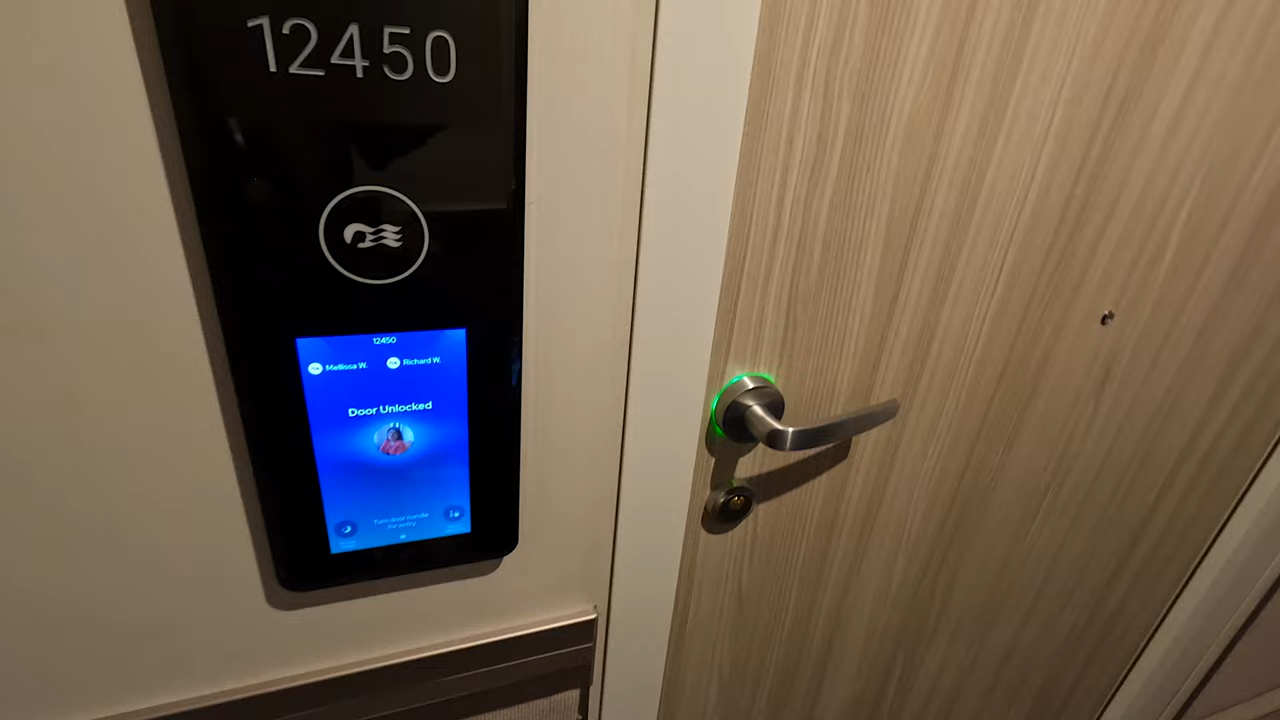 12450
12450
Mellissa W. Richard W.
Door Unlocked
Turn door handle
for entry